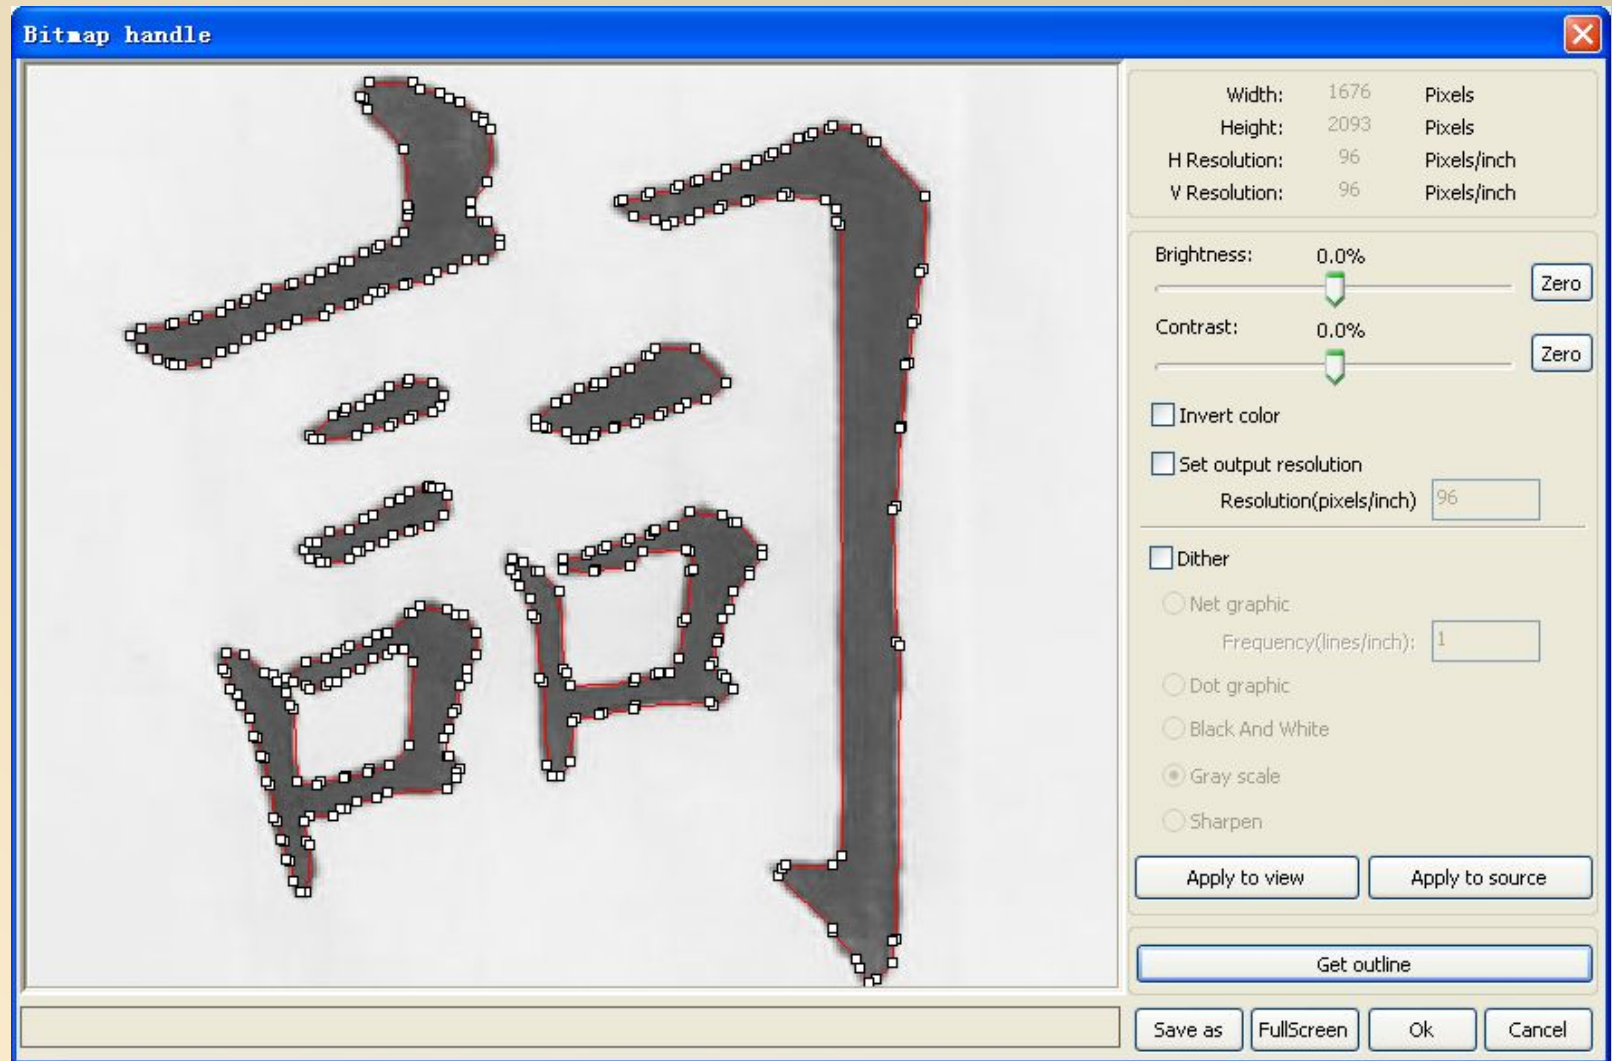 Bitmap handle
詞
Width: 1676 Pixels
Height: 2093 Pixels
H Resolution: 96 Pixels/inch
V Resolution: 96 Pixels/inch
Brightness: 0.0%
Zero
Contrast: 0.0%
Zero
Invert color
Set output resolution
Resolution(pixels/inch) 96
Dither
Net graphic
Frequency(lines/inch): 1
Dot graphic
Black And White
Gray scale
Sharpen
Apply to view Apply to source
Get outline
Save as FullScreen Ok Cancel